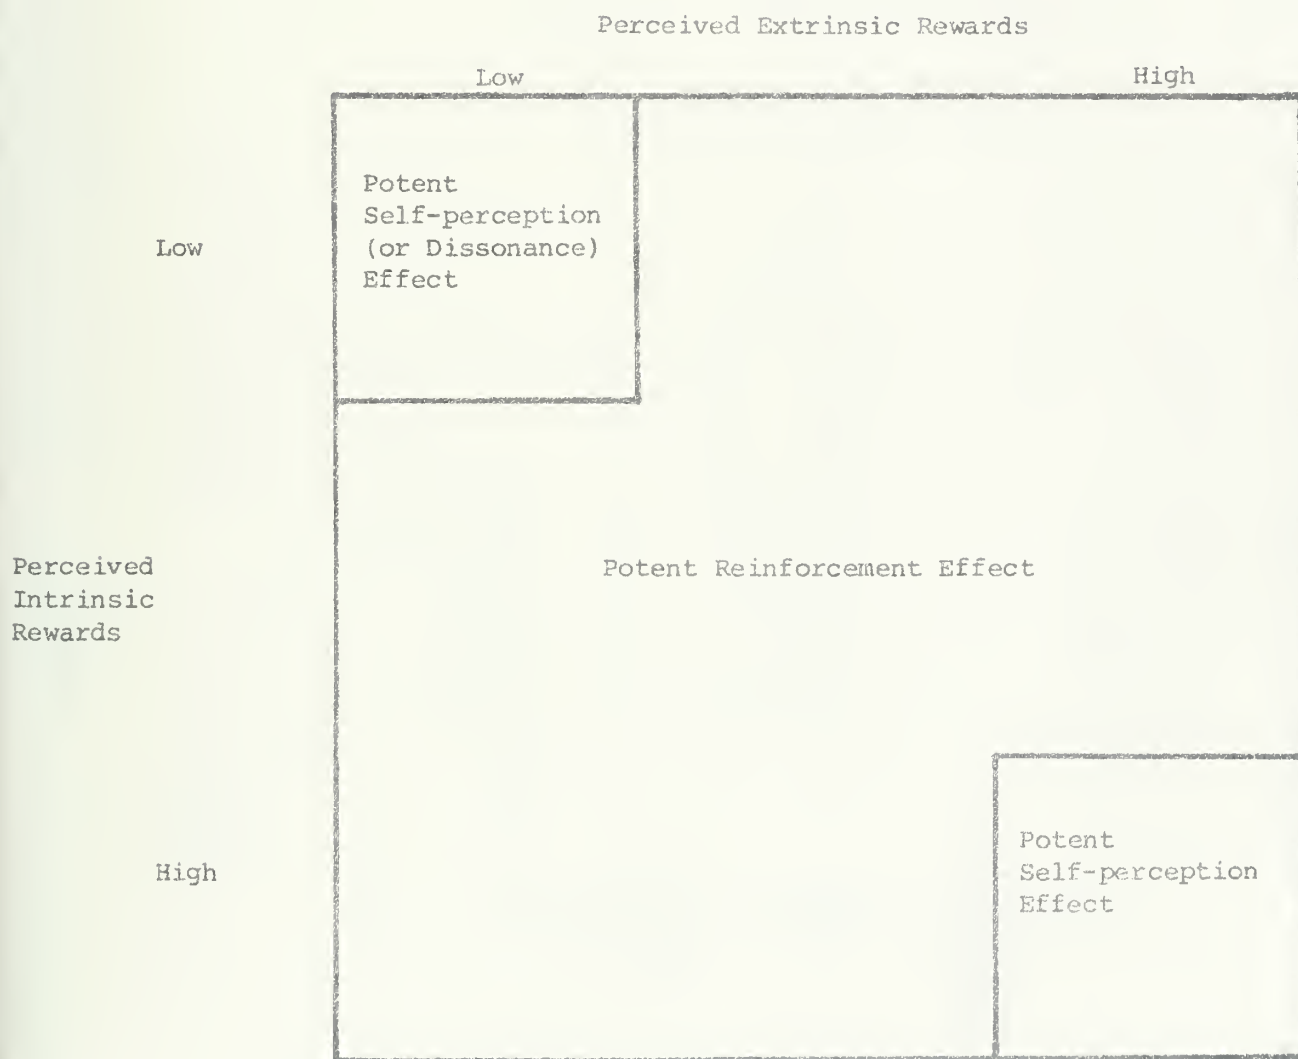 Perceived Extrinsic Rewards
Low
High
Potent
Self-perception
(or Dissonance)
Effect
Low
Perceived
Intrinsic
Rewards
Potent Reinforcement Effect
High
Potent
Self-perception
Effect